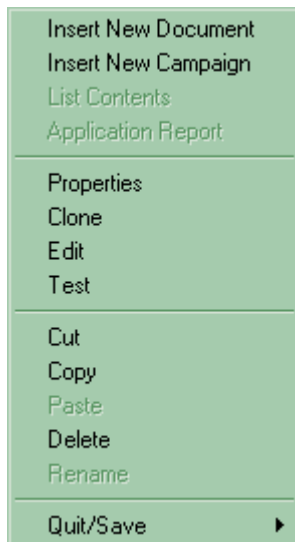 Insert New Document
Insert New Campaign
List Contents
Application Report
Properties
Clone
Edit
Test
Cut
Copy
Paste
Delete
Rename
Quit/Save